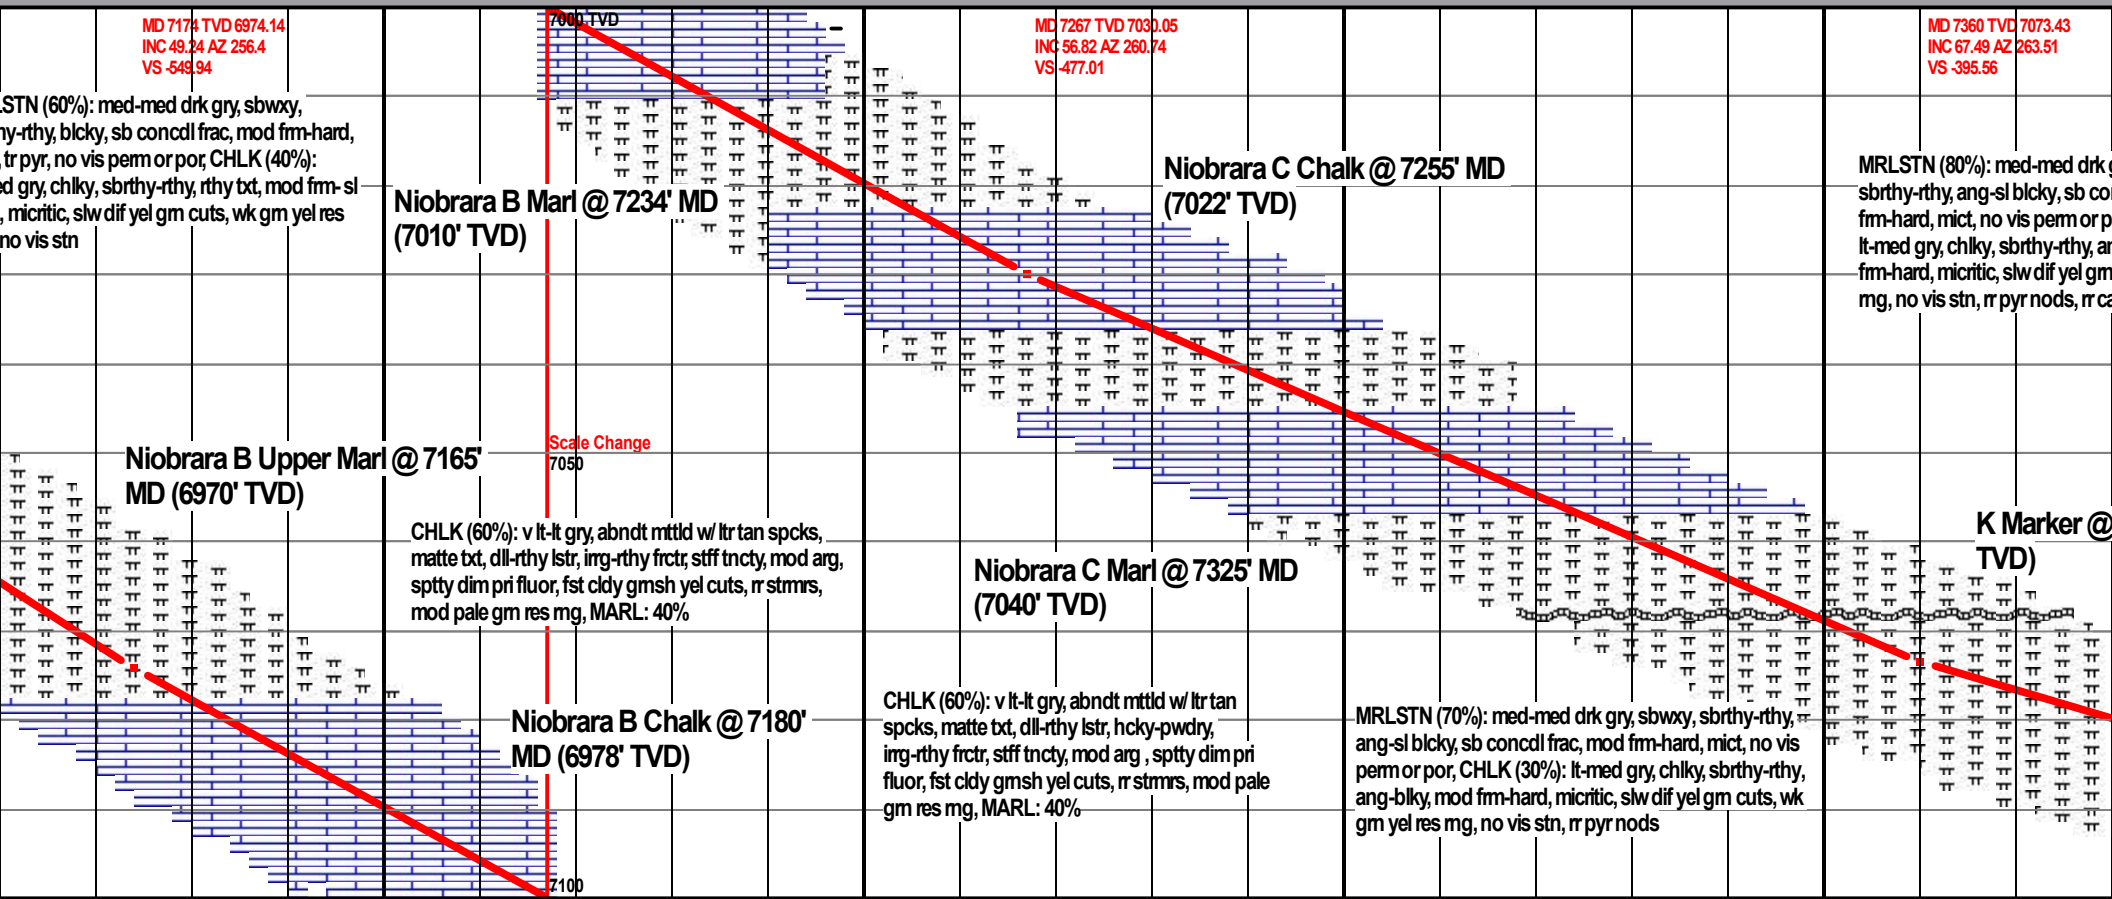 MD 7174 TVD 6974.14
INC 49.24 AZ 256.4
VS -549.94
7000 TVD
MD 7267 TVD 7030.05
INC 56.82 AZ 260.74
VS -477.01
MD 7360 TVD 7073.43
INC 67.49 AZ 263.51
VS -395.56
LSTN (60%): med-med drk gry, sbwxy,
hy-rthy, blcky, sb concdl frac, mod frm-hard,
, tr pyr, no vis perm or por, CHLK (40%):
ed gry, chlky, sbrthy-rthy, rthy txt, mod frm- sl
, micritic, slw dif yel grn cuts, wk grn yel res
no vis stn
Niobrara B Marl @ 7234' MD
(7010' TVD)
Niobrara C Chalk @ 7255' MD
(7022' TVD)
MRLSTN (80%): med-med drk g
sbrthy-rthy, ang-sl blcky, sb con
frm-hard, mict, no vis perm or p
lt-med gry, chlky, sbrthy-rthy, an
frm-hard, micritic, slw dif yel grn
rng, no vis stn, rr pyr nods, rr ca
Scale Change
7050
Niobrara B Upper Marl @ 7165'
MD (6970' TVD)
CHLK (60%): v lt-lt gry, abndt mttld w/ ltr tan spcks,
matte txt, dll-rthy lstr, irrg-rthy frctr, stff tncty, mod arg,
sptty dim pri fluor, fst cldy grnsh yel cuts, rr strmrs,
mod pale grn res rng, MARL: 40%
Niobrara C Marl @ 7325' MD
(7040' TVD)
K Marker @
TVD)
Niobrara B Chalk @ 7180'
MD (6978' TVD)
CHLK (60%): v lt-lt gry, abndt mttld w/ ltr tan
spcks, matte txt, dll-rthy lstr, hcky-pwdry,
irrg-rthy frctr, stff tncty, mod arg , sptty dim pri
fluor, fst cldy grnsh yel cuts, rr strmrs, mod pale
grn res rng, MARL: 40%
MRLSTN (70%): med-med drk gry, sbwxy, sbrthy-rthy,
ang-sl blcky, sb concdl frac, mod frm-hard, mict, no vis
perm or por, CHLK (30%): lt-med gry, chlky, sbrthy-rthy,
ang-blky, mod frm-hard, micritic, slw dif yel grn cuts, wk
grn yel res rng, no vis stn, rr pyr nods
7100